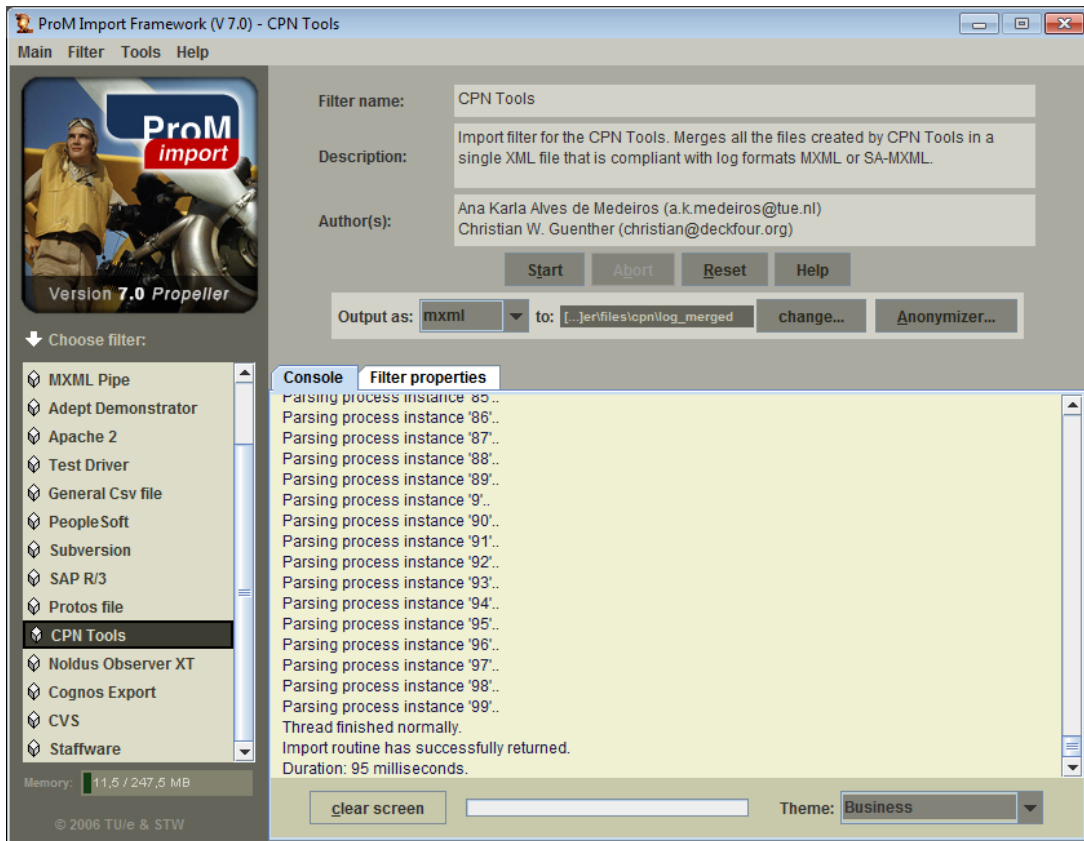 ProM Import Framework (V 7.0) - CPN Tools
Main Filter Tools Help
ProM
import
Version 7.0 Propeller
Choose filter:
MXML Pipe
Adept Demonstrator
Apache 2
Test Driver
General Csv file
PeopleSoft
Subversion
SAP R/3
Protos file
CPN Tools
Noldus Observer XT
Cognos Export
CVS
Staffware
Memory: 11,5 / 247,5 MB
© 2006 TU/e & STW
Filter name: CPN Tools
Description: Import filter for the CPN Tools. Merges all the files created by CPN Tools in a
single XML file that is compliant with log formats MXML or SA-MXML.
Author(s): Ana Karla Alves de Medeiros (a.k.medeiros@tue.nl)
Christian W. Guenther (christian@deckfour.org)
Start Abort Reset Help
Output as: mxml to: [...]er\files\cpn\log_merged change... Anonymizer...
Console Filter properties
Parsing process instance '85'..
Parsing process instance '86'..
Parsing process instance '87'..
Parsing process instance '88'..
Parsing process instance '89'..
Parsing process instance '9'..
Parsing process instance '90'..
Parsing process instance '91'..
Parsing process instance '92'..
Parsing process instance '93'..
Parsing process instance '94'..
Parsing process instance '95'..
Parsing process instance '96'..
Parsing process instance '97'..
Parsing process instance '98'..
Parsing process instance '99'..
Thread finished normally.
Import routine has successfully returned.
Duration: 95 milliseconds.
clear screen Theme: Business